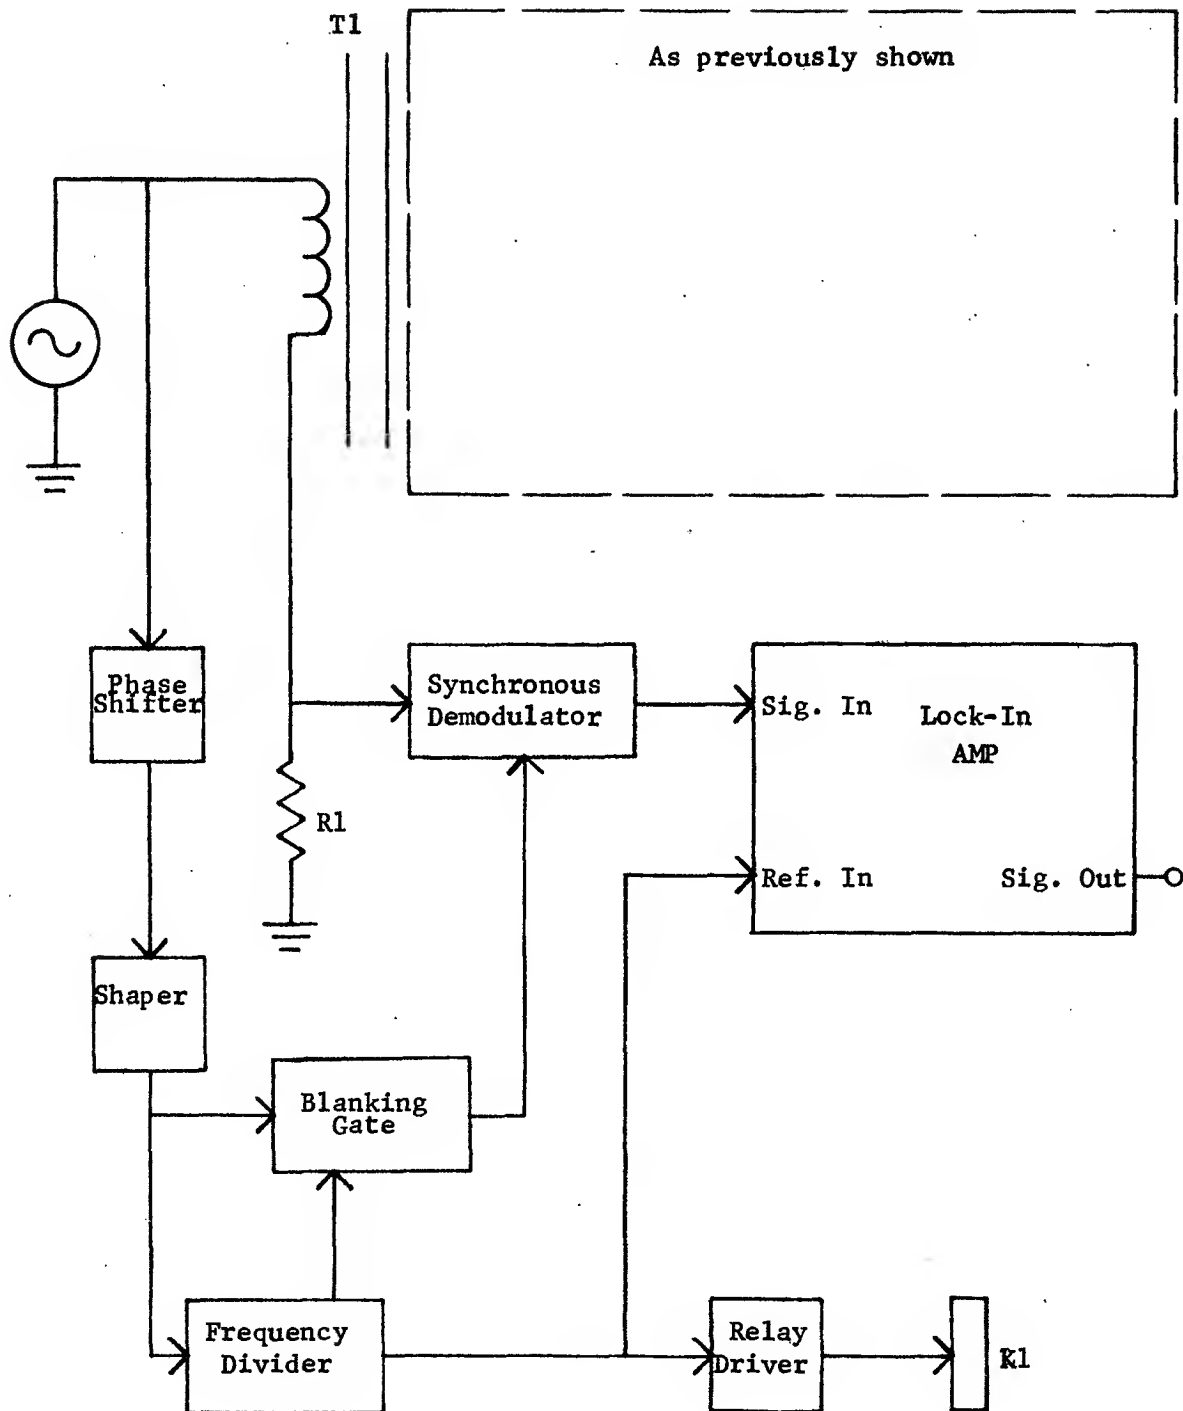 T1
As previously shown
Phase
Shifter
Synchronous
Demodulator
Sig. In
Lock-In
AMP
R1
Ref. In
Sig. Out
Shaper
Blanking
Gate
Frequency
Divider
Relay
Driver
K1